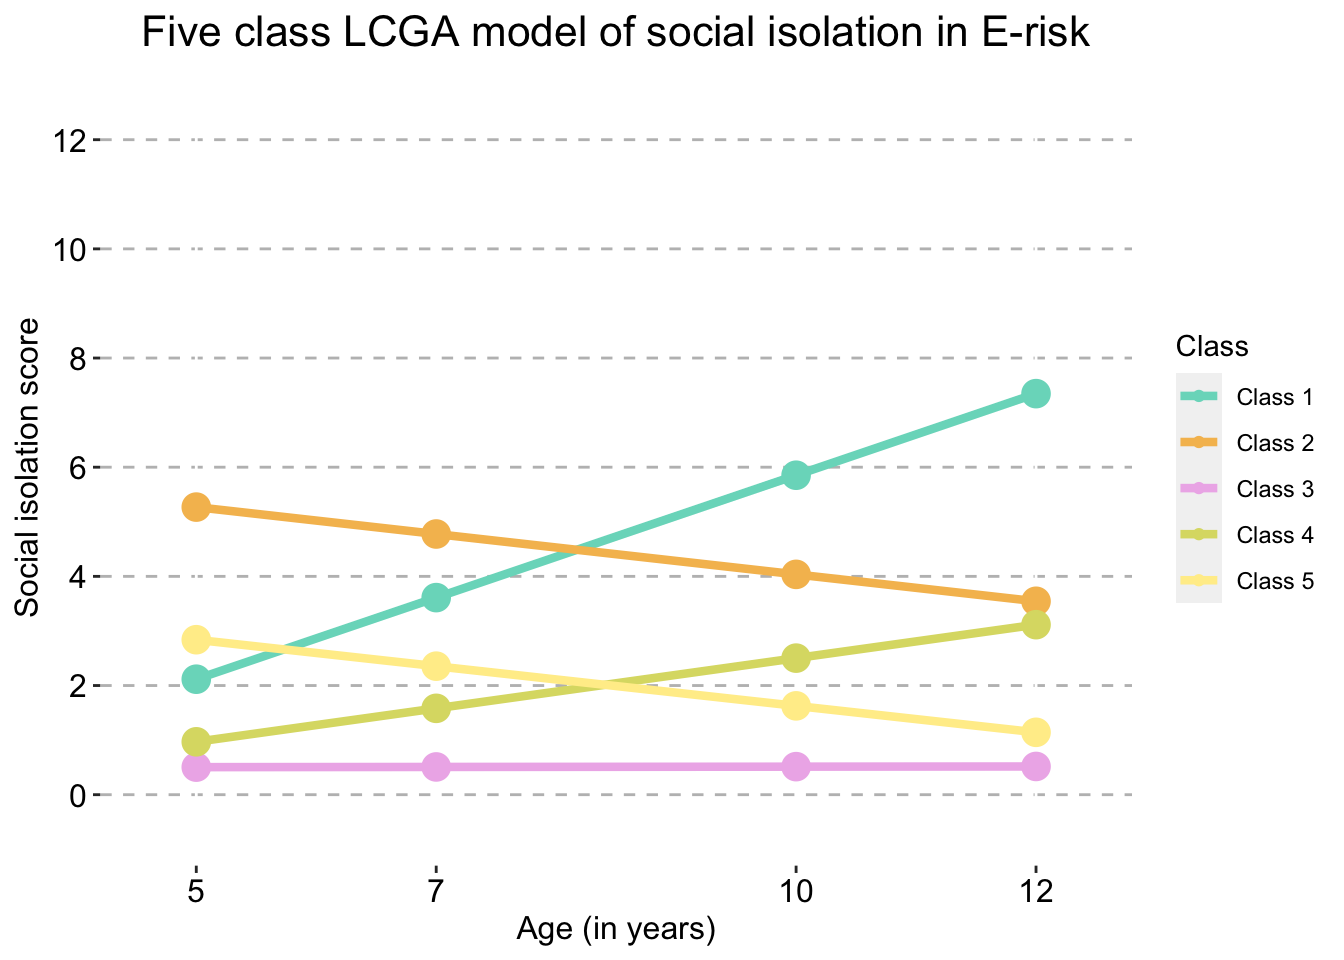 Five class LCGA model of social isolation in E-risk
12
10
8
6
4
2
0
Social isolation score
5 7 10 12
Age (in years)
Class
Class 1
Class 2
Class 3
Class 4
Class 5